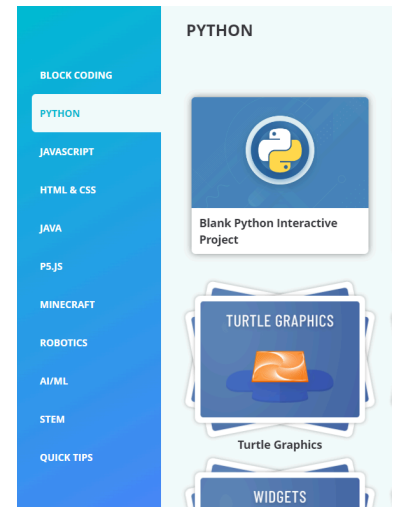 PYTHON
BLOCK CODING
PYTHON
JAVASCRIPT
HTML & CSS
JAVA
P5.JS
MINECRAFT
ROBOTICS
AI/ML
STEM
QUICK TIPS
Blank Python Interactive
Project
TURTLE GRAPHICS
Turtle Graphics
WIDGETS